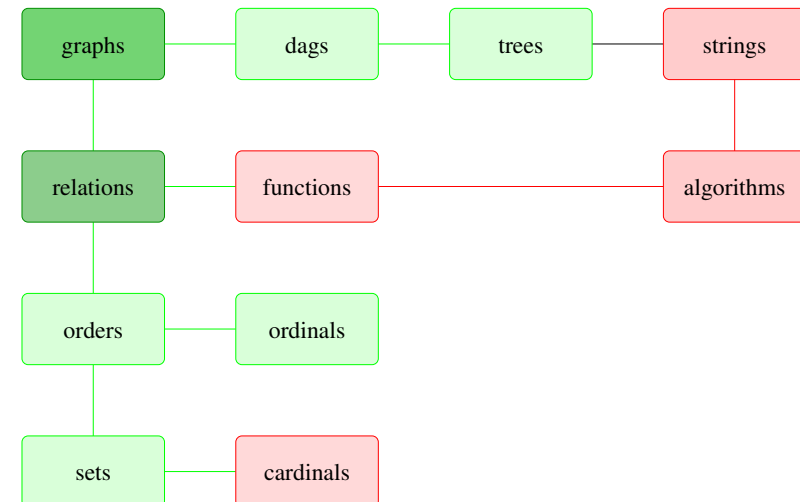 graphs
dags
trees
strings
relations
functions
algorithms
orders
ordinals
sets
cardinals